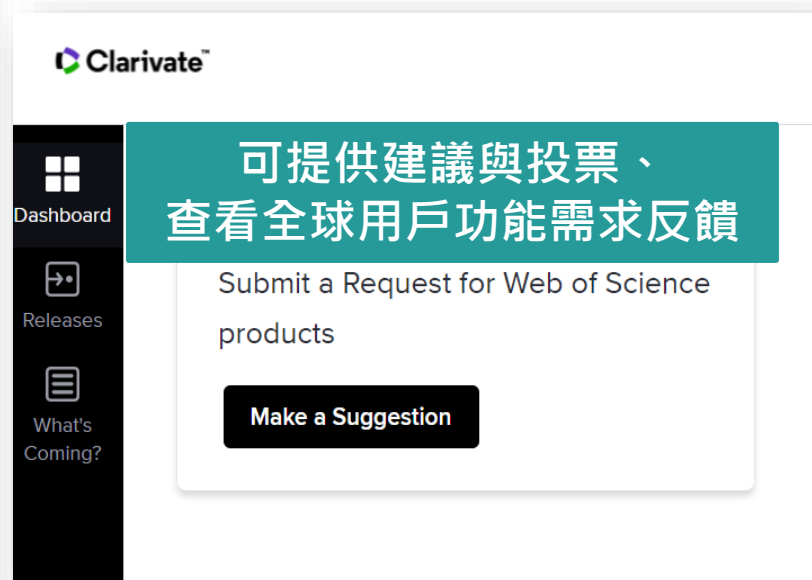 Clarivate™
可提供建議與投票、
查看全球用戶功能需求反饋
Dashboard
Releases
What's
Coming?
Submit a Request for Web of Science
products
Make a Suggestion